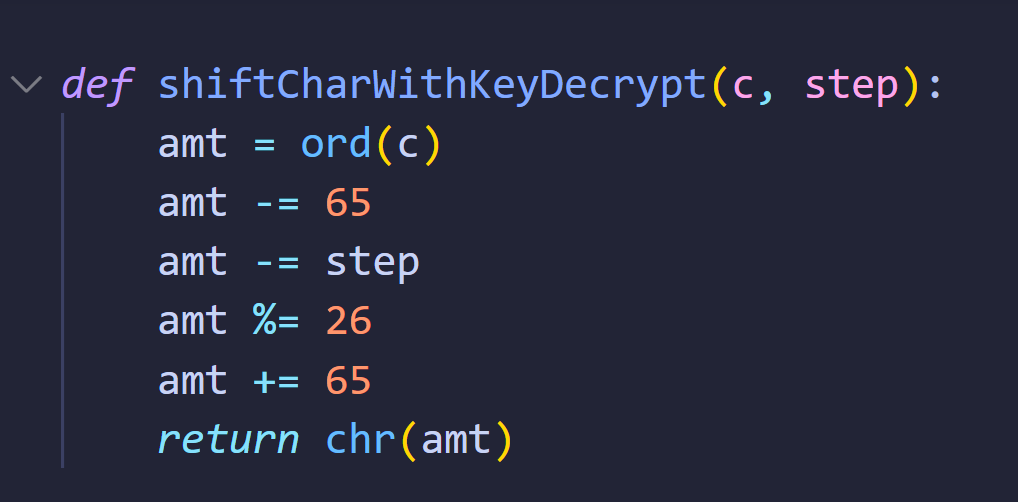 def shiftCharWithKeyDecrypt(c, step):
    amt = ord(c)
    amt -= 65
    amt -= step
    amt %= 26
    amt += 65
    return chr(amt)